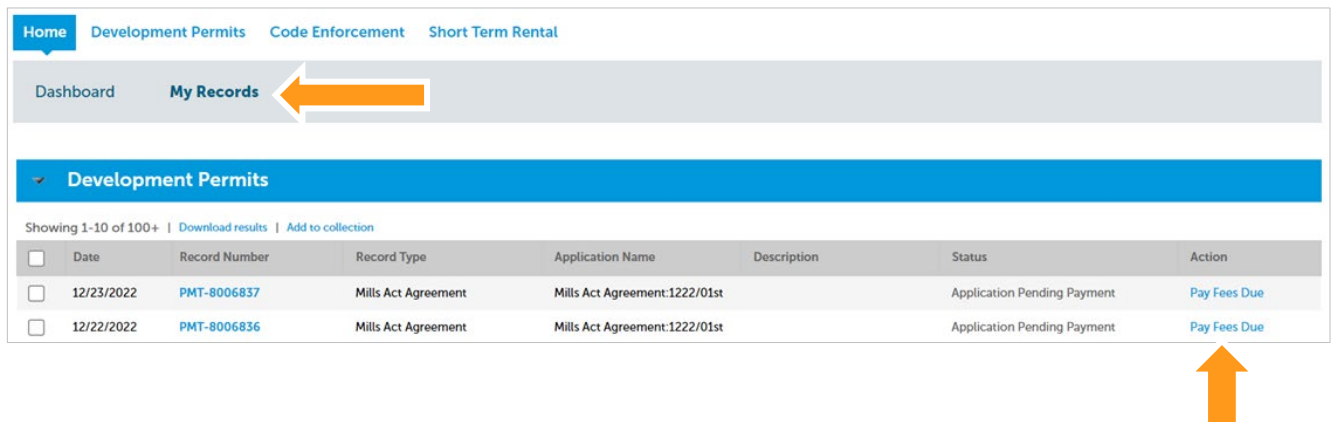 Home Development Permits Code Enforcement Short Term Rental
Dashboard My Records
Development Permits
Showing 1-10 of 100+ | Download results | Add to collection
Date Record Number Record Type Application Name Description Status Action
12/23/2022 PMT-8006837 Mills Act Agreement Mills Act Agreement:1222/01st Application Pending Payment Pay Fees Due
12/22/2022 PMT-8006836 Mills Act Agreement Mills Act Agreement:1222/01st Application Pending Payment Pay Fees Due